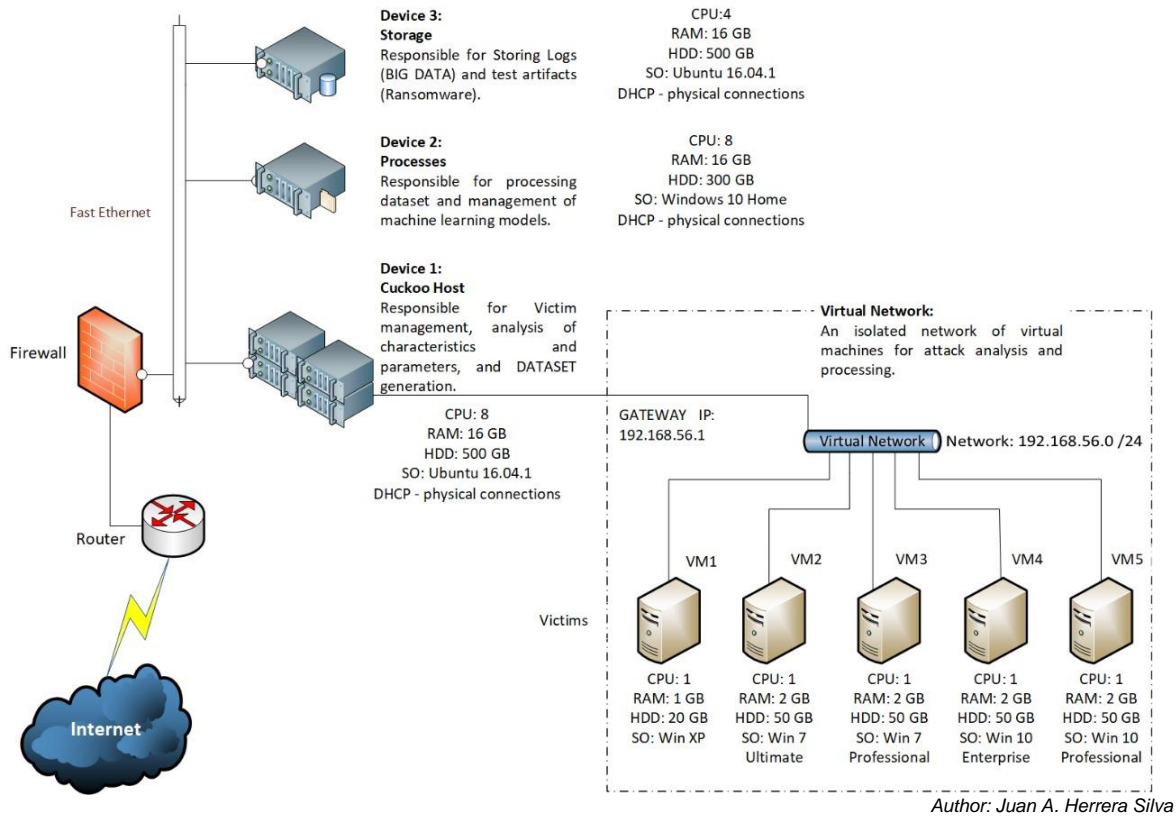 Device 3:
Storage
Responsible for Storing Logs
(BIG DATA) and test artifacts
(Ransomware).
CPU:4
RAM: 16 GB
HDD: 500 GB
SO: Ubuntu 16.04.1
DHCP - physical connections
Device 2:
Processes
Responsible for processing
dataset and management of
machine learning models.
CPU: 8
RAM: 16 GB
HDD: 300 GB
SO: Windows 10 Home
DHCP - physical connections
Fast Ethernet
Device 1:
Cuckoo Host
Responsible for Victim
management, analysis of
characteristics and
parameters, and DATASET
generation.
CPU: 8
RAM: 16 GB
HDD: 500 GB
SO: Ubuntu 16.04.1
DHCP - physical connections
Firewall
Router
Internet
Virtual Network:
An isolated network of virtual
machines for attack analysis and
processing.
GATEWAY IP:
192.168.56.1
Virtual Network
Network: 192.168.56.0 /24
Victims
VM1
CPU: 1
RAM: 1 GB
HDD: 20 GB
SO: Win XP
VM2
CPU: 1
RAM: 2 GB
HDD: 50 GB
SO: Win 7
Ultimate
VM3
CPU: 1
RAM: 2 GB
HDD: 50 GB
SO: Win 7
Professional
VM4
CPU: 1
RAM: 2 GB
HDD: 50 GB
SO: Win 10
Enterprise
VM5
CPU: 1
RAM: 2 GB
HDD: 50 GB
SO: Win 10
Professional
Author: Juan A. Herrera Silva